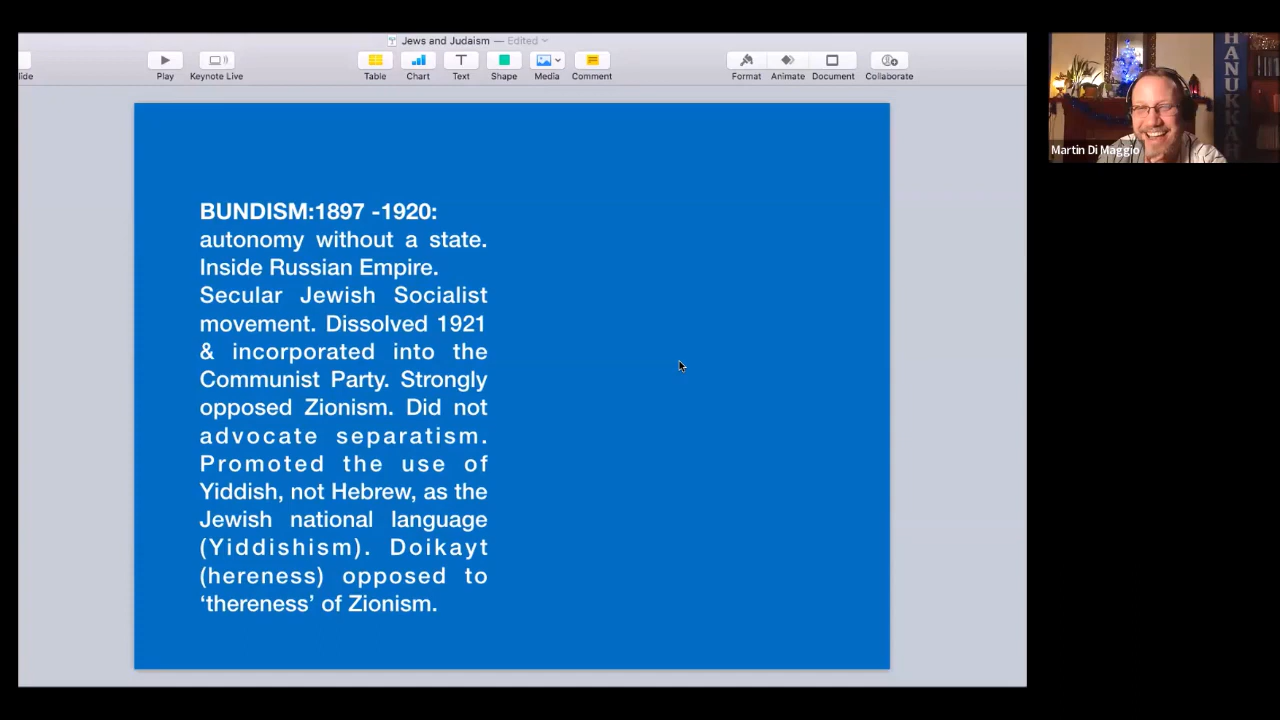 Jews and Judaism — Edited
ide
Play
Keynote Live
Table
Chart
Text
Shape
Media
Comment
Format
Animate
Document
Collaborate
BUNDISM:1897 -1920:
autonomy without a state.
Inside Russian Empire.
Secular Jewish Socialist
movement. Dissolved 1921
& incorporated into the
Communist Party. Strongly
opposed Zionism. Did not
advocate separatism.
Promoted the use of
Yiddish, not Hebrew, as the
Jewish national language
(Yiddishism). Doikayt
(hereness) opposed to
‘thereness’ of Zionism.
HANUKKAH
Martin Di Maggio